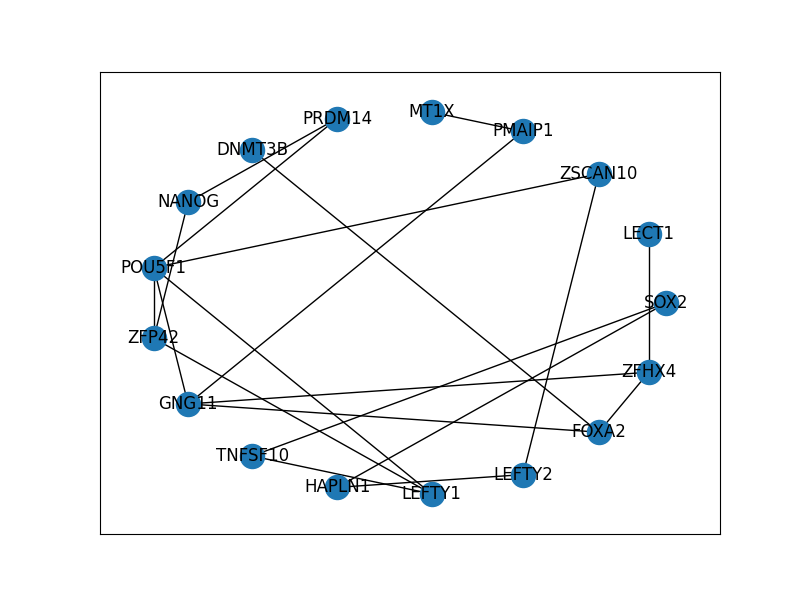 MT1X
PRDM14
PMAIP1
DNMT3B
ZSCAN10
NANOG
LECT1
POU5F1
SOX2
ZFP42
ZFHX4
GNG11
FOXA2
TNFSF10
LEFTY2
HAPLN1
LEFTY1